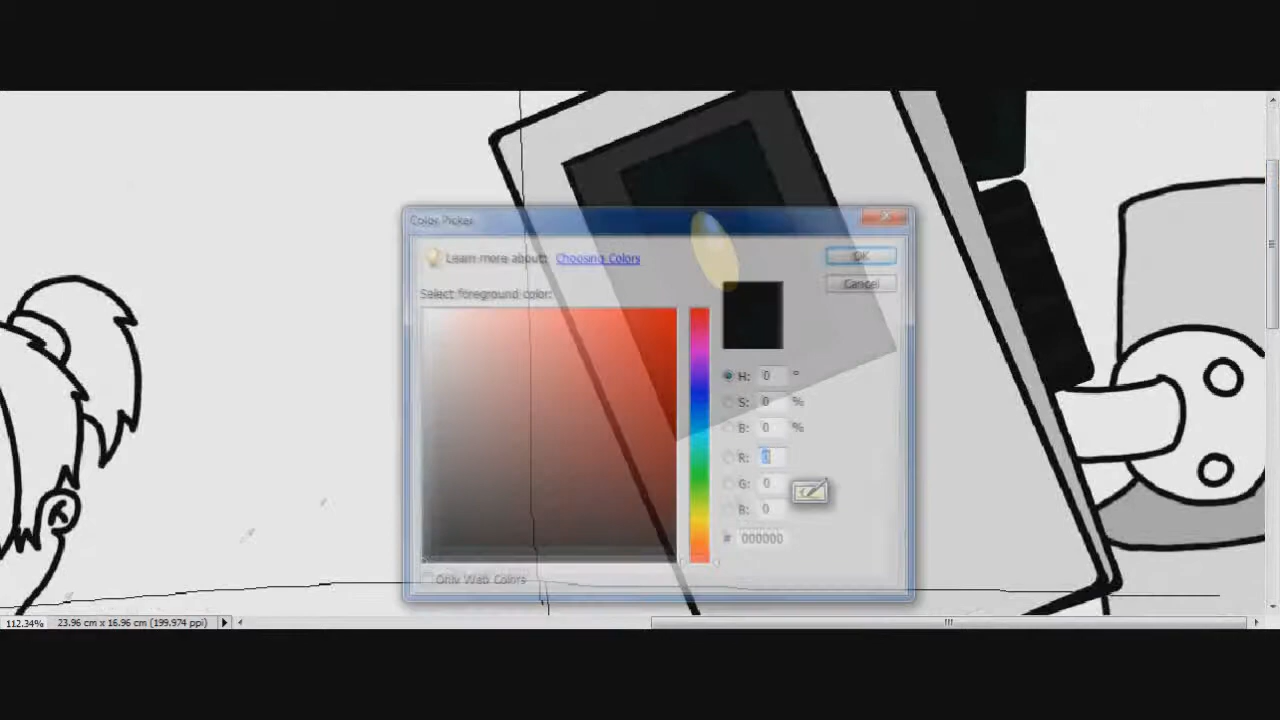 Color Picker
Learn more about: Choosing Colors
OK
Cancel
Select foreground color:
H: 0 °
S: 0 %
B: 0 %
R: 0
G: 0
B: 0
# 000000
Only Web Colors
112.34% 23.96 cm x 16.96 cm (199.974 ppi)